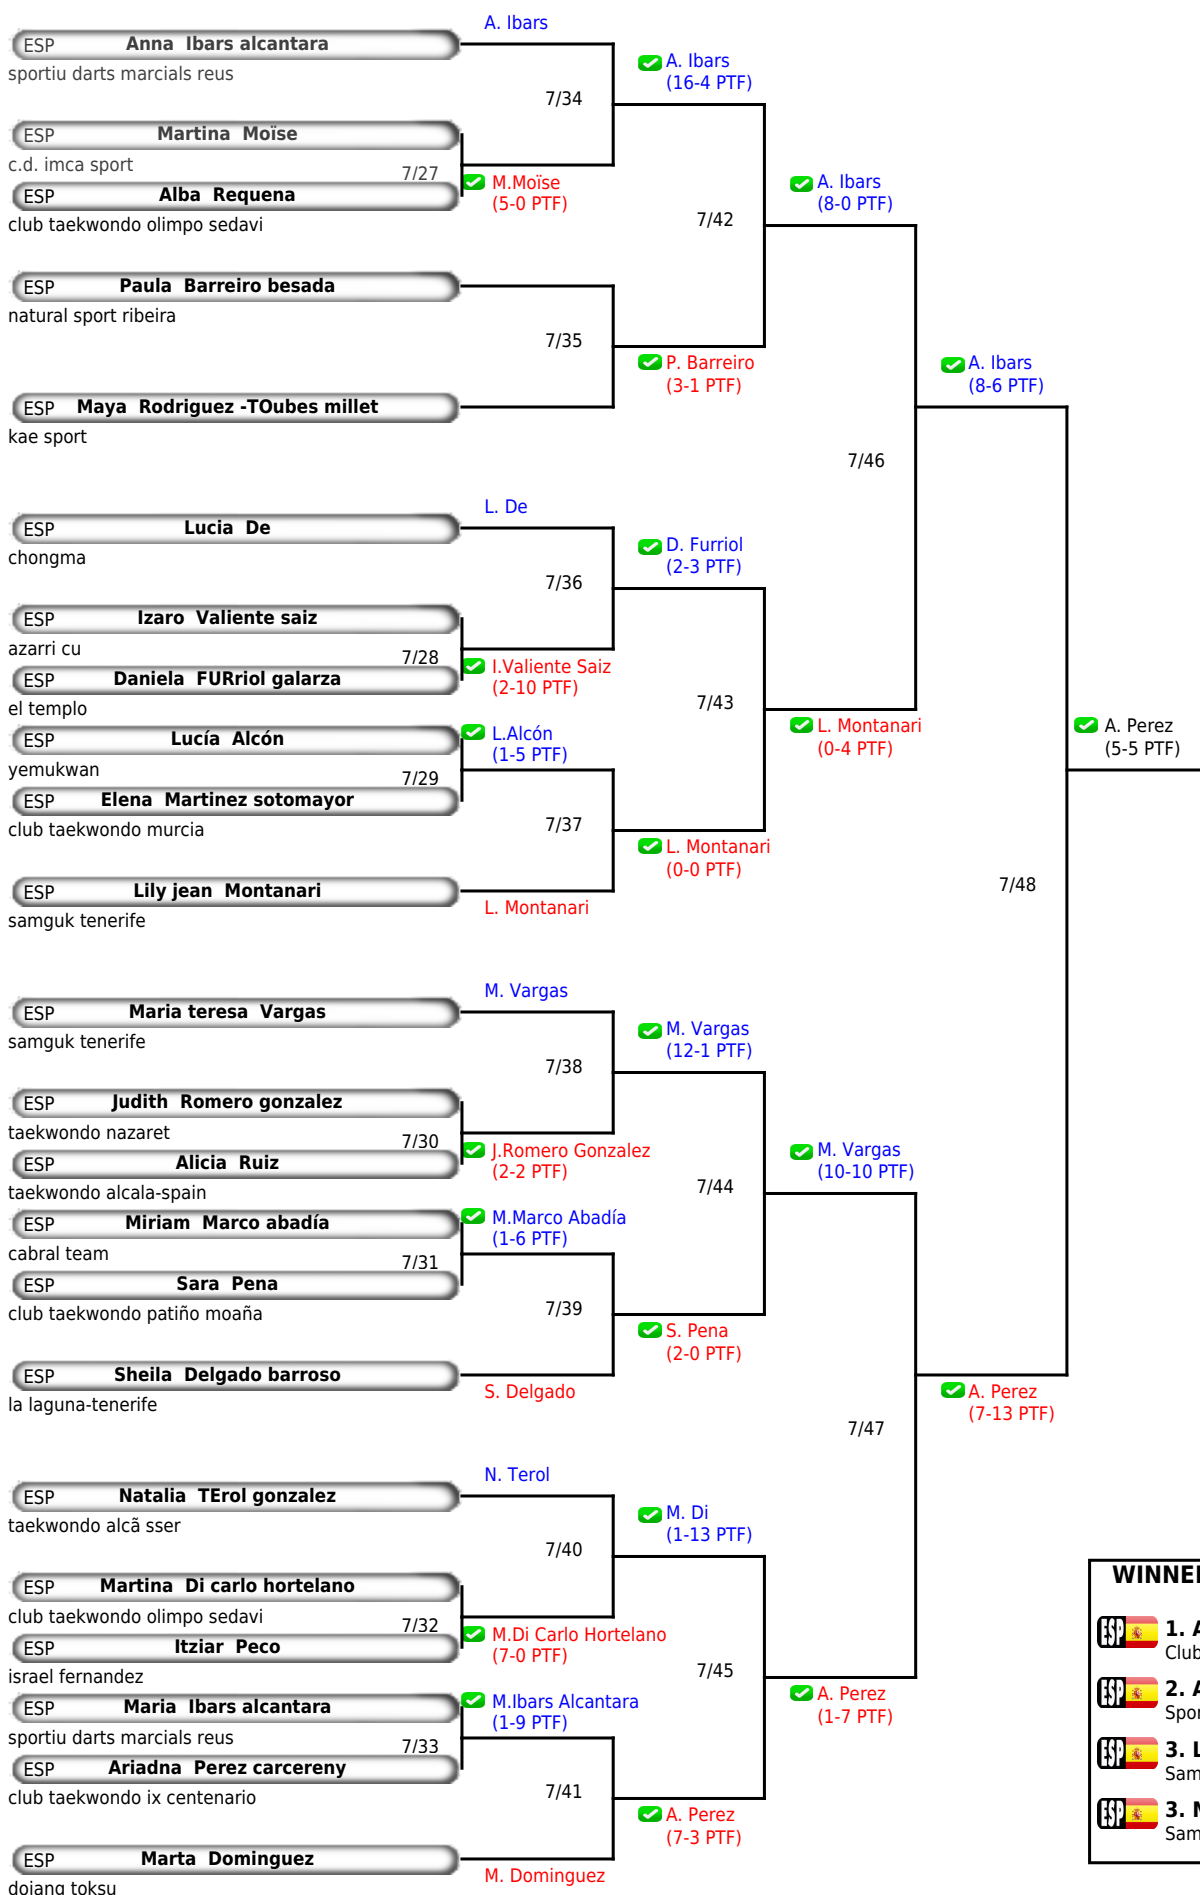 A. Ibars
ESP Anna Ibars alcantara
sportiu darts marcials reus
A. Ibars
(16-4 PTF)
7/34
ESP Martina Moïse
c.d. imca sport
7/27
M.Moïse
(5-0 PTF)
ESP Alba Requena
club taekwondo olimpo sedavi
A. Ibars
(8-0 PTF)
7/42
ESP Paula Barreiro besada
natural sport ribeira
7/35
P. Barreiro
(3-1 PTF)
ESP Maya Rodriguez -TOubes millet
kae sport
A. Ibars
(8-6 PTF)
7/46
L. De
ESP Lucia De
chongma
D. Furriol
(2-3 PTF)
7/36
ESP Izaro Valiente saiz
azarri cu
7/28
I.Valiente Saiz
(2-10 PTF)
ESP Daniela FURriol galarza
el templo
7/43
L. Montanari
(0-4 PTF)
A. Perez
(5-5 PTF)
ESP Lucía Alcón
yemukwan
L.Alcón
(1-5 PTF)
7/29
ESP Elena Martinez sotomayor
club taekwondo murcia
7/37
L. Montanari
(0-0 PTF)
ESP Lily jean Montanari
samguk tenerife
L. Montanari
7/48
M. Vargas
ESP Maria teresa Vargas
samguk tenerife
M. Vargas
(12-1 PTF)
7/38
ESP Judith Romero gonzalez
taekwondo nazaret
7/30
J.Romero Gonzalez
(2-2 PTF)
ESP Alicia Ruiz
taekwondo alcala-spain
M. Vargas
(10-10 PTF)
7/44
ESP Miriam Marco abadía
cabral team
M.Marco Abadía
(1-6 PTF)
7/31
ESP Sara Pena
club taekwondo patiño moaña
7/39
S. Pena
(2-0 PTF)
ESP Sheila Delgado barroso
la laguna-tenerife
S. Delgado
A. Perez
(7-13 PTF)
7/47
N. Terol
ESP Natalia TErol gonzalez
taekwondo alcã sser
M. Di
(1-13 PTF)
7/40
ESP Martina Di carlo hortelano
club taekwondo olimpo sedavi
7/32
M.Di Carlo Hortelano
(7-0 PTF)
ESP Itziar Peco
israel fernandez
7/45
A. Perez
(1-7 PTF)
ESP Maria Ibars alcantara
sportiu darts marcials reus
M.Ibars Alcantara
(1-9 PTF)
7/33
ESP Ariadna Perez carcereny
club taekwondo ix centenario
7/41
A. Perez
(7-3 PTF)
ESP Marta Dominguez
dojang toksu
M. Dominguez
WINNE
ESP 1. A
Club
ESP 2. A
Spor
ESP 3. L
Sam
ESP 3. M
Sam